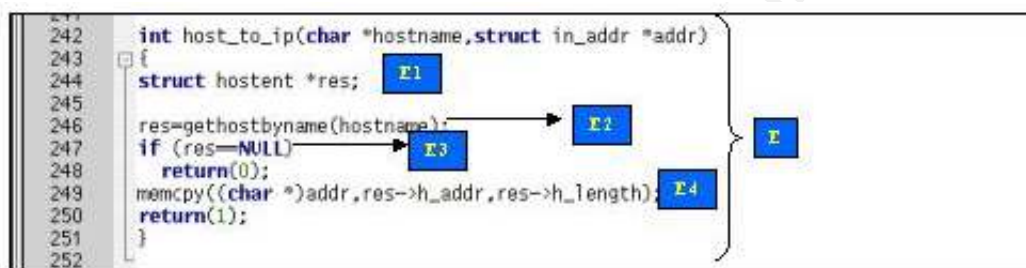 242 int host_to_ip(char *hostname,struct in_addr *addr)
243 {
244 struct hostent *res; E1
245
246 res=gethostbyname(hostname); E2
247 if (res==NULL) E3
248 return(0);
249 memcpy((char *)addr,res->h_addr,res->h_length); E4
250 return(1);
251 }
252
E